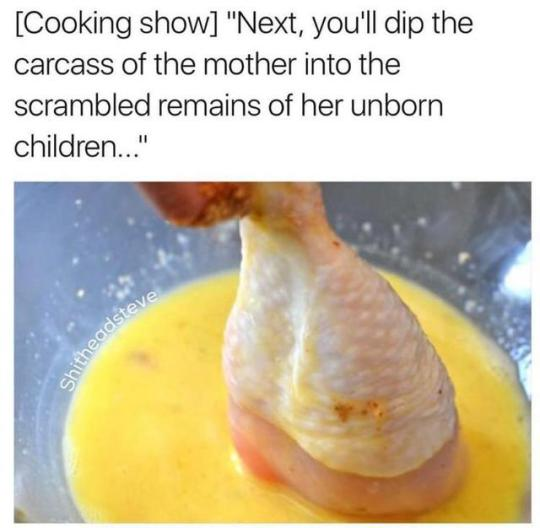 [Cooking show] "Next, you'll dip the
carcass of the mother into the
scrambled remains of her unborn
children..."
Shitheadsteve